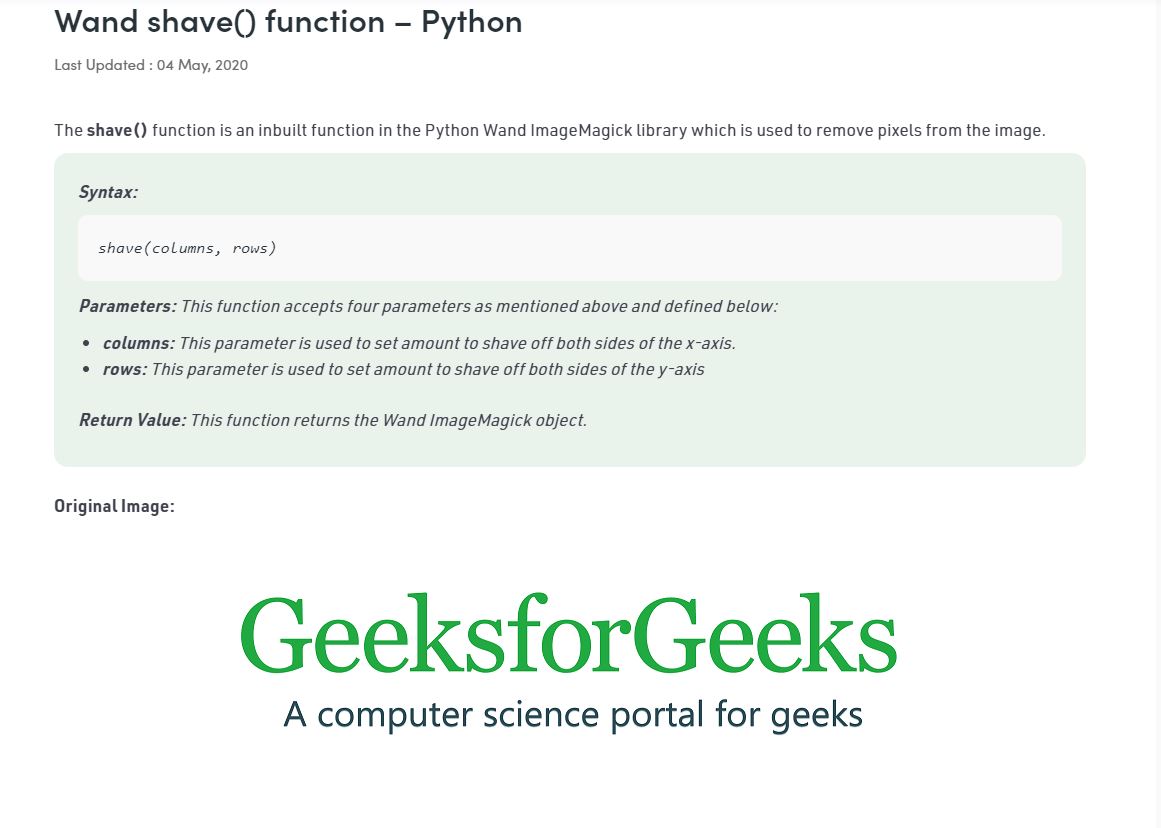 Wand shave() function – Python
Last Updated : 04 May, 2020
The shave() function is an inbuilt function in the Python Wand ImageMagick library which is used to remove pixels from the image.
Syntax:
shave(columns, rows)
Parameters: This function accepts four parameters as mentioned above and defined below:
• columns: This parameter is used to set amount to shave off both sides of the x-axis.
• rows: This parameter is used to set amount to shave off both sides of the y-axis
Return Value: This function returns the Wand ImageMagick object.
Original Image:
GeeksforGeeks
A computer science portal for geeks